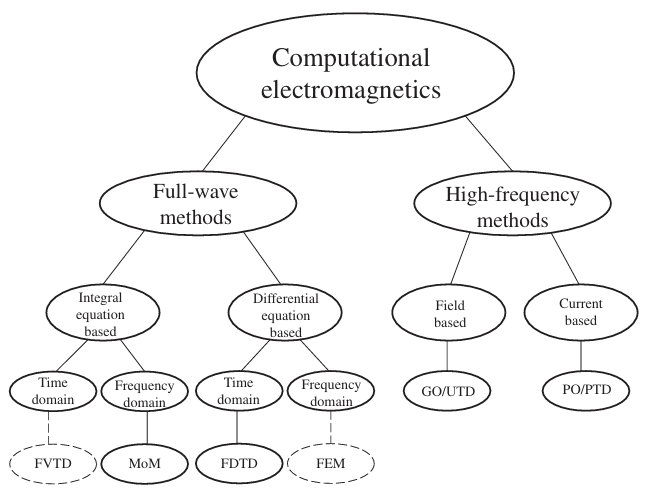 Computational
electromagnetics
Full-wave
methods
High-frequency
methods
Integral
equation
based
Differential
equation
based
Field
based
Current
based
Time
domain
Frequency
domain
Time
domain
Frequency
domain
GO/UTD
PO/PTD
FVTD
MoM
FDTD
FEM